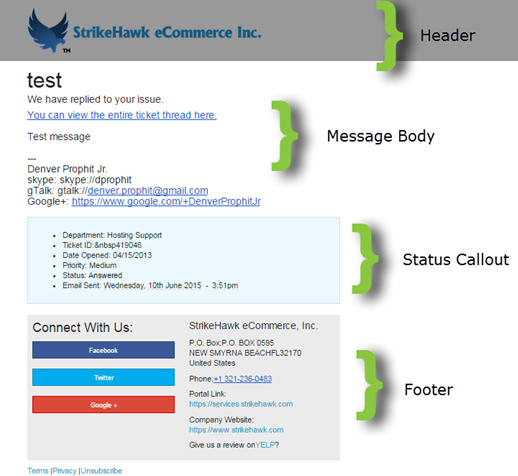 StrikeHawk eCommerce Inc.
TM
Header
test
We have replied to your issue.
You can view the entire ticket thread here.
Test message
Message Body
---
Denver Prophit Jr.
skype: skype://dprophit
gTalk: gtalk://denver.prophit@gmail.com
Google+: https://www.google.com/+DenverProphitJr
Department: Hosting Support
Ticket ID:&nbsp419046
Date Opened: 04/15/2013
Priority: Medium
Status: Answered
Email Sent: Wednesday, 10th June 2015 - 3:51pm
Status Callout
Connect With Us:
Facebook
Twitter
Google +
StrikeHawk eCommerce, Inc.
P.O. Box:P.O. BOX 0595
NEW SMYRNA BEACHFL32170
United States
Phone:+1 321-236-0483
Portal Link:
https://services.strikehawk.com
Company Website:
https://www.strikehawk.com
Give us a review onYELP?
Footer
Terms |Privacy |Unsubscribe